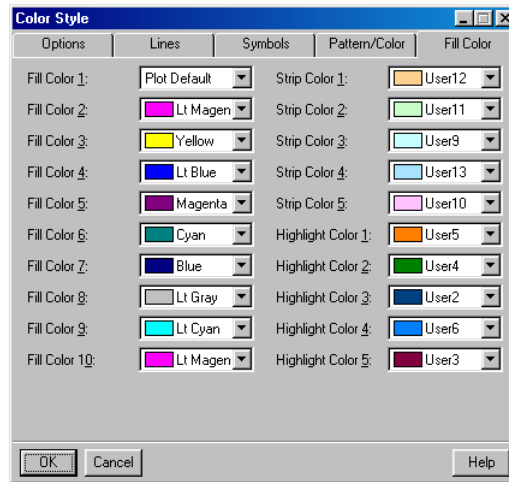 Color Style
Options Lines Symbols Pattern/Color Fill Color
Fill Color 1: Plot Default Strip Color 1: User12
Fill Color 2: Lt Magen Strip Color 2: User11
Fill Color 3: Yellow Strip Color 3: User9
Fill Color 4: Lt Blue Strip Color 4: User13
Fill Color 5: Magenta Strip Color 5: User10
Fill Color 6: Cyan Highlight Color 1: User5
Fill Color 7: Blue Highlight Color 2: User4
Fill Color 8: Lt Gray Highlight Color 3: User2
Fill Color 9: Lt Cyan Highlight Color 4: User6
Fill Color 10: Lt Magen Highlight Color 5: User3
OK Cancel Help